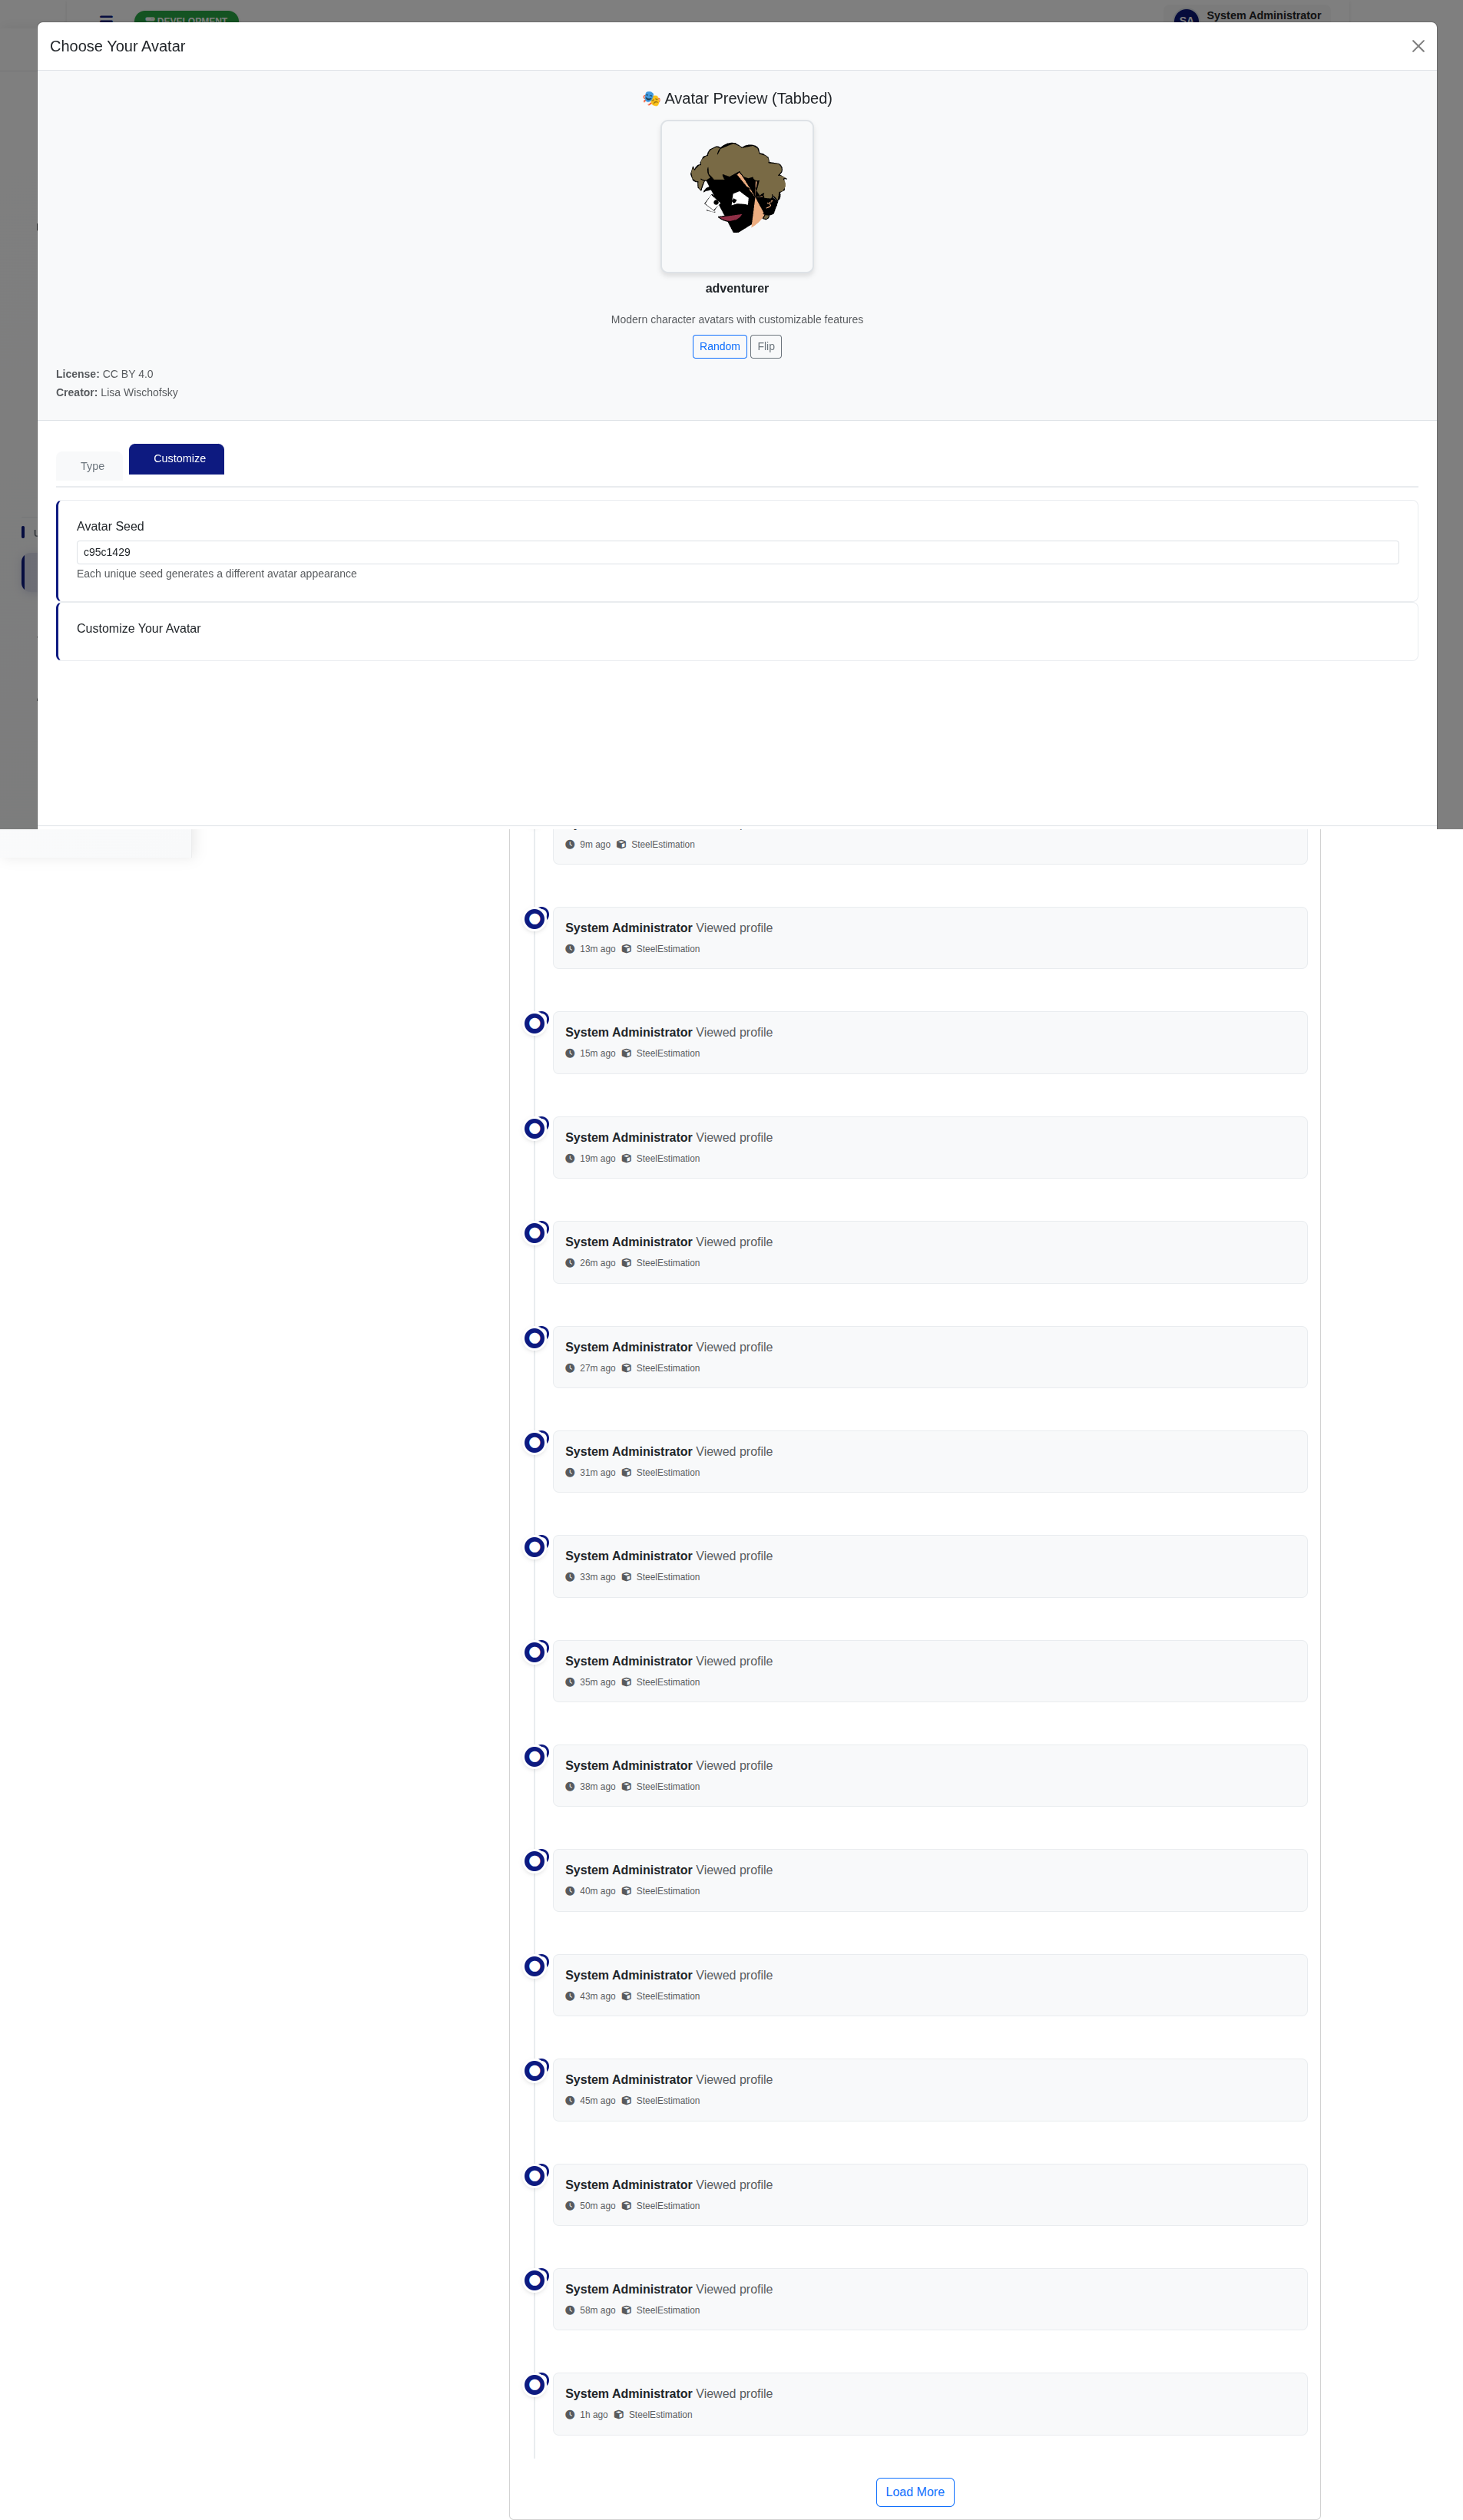 DEVELOPMENT
SA
System Administrator
Choose Your Avatar
🎭 Avatar Preview (Tabbed)
adventurer
Modern character avatars with customizable features
Random
Flip
License: CC BY 4.0
Creator: Lisa Wischofsky
Type
Customize
Avatar Seed
c95c1429
Each unique seed generates a different avatar appearance
Customize Your Avatar
9m ago SteelEstimation
System Administrator Viewed profile
13m ago SteelEstimation
System Administrator Viewed profile
15m ago SteelEstimation
System Administrator Viewed profile
19m ago SteelEstimation
System Administrator Viewed profile
26m ago SteelEstimation
System Administrator Viewed profile
27m ago SteelEstimation
System Administrator Viewed profile
31m ago SteelEstimation
System Administrator Viewed profile
33m ago SteelEstimation
System Administrator Viewed profile
35m ago SteelEstimation
System Administrator Viewed profile
38m ago SteelEstimation
System Administrator Viewed profile
40m ago SteelEstimation
System Administrator Viewed profile
43m ago SteelEstimation
System Administrator Viewed profile
45m ago SteelEstimation
System Administrator Viewed profile
50m ago SteelEstimation
System Administrator Viewed profile
58m ago SteelEstimation
System Administrator Viewed profile
1h ago SteelEstimation
Load More